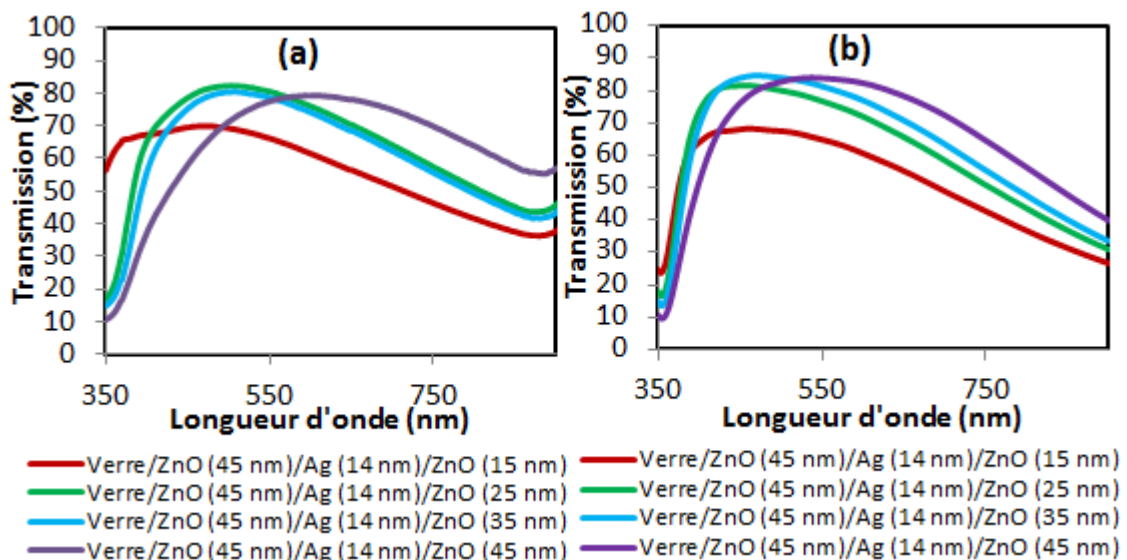 (a)
Transmission (%)
100
90
80
70
60
50
40
30
20
10
0
350 550 750
Longueur d'onde (nm)
Verre/ZnO (45 nm)/Ag (14 nm)/ZnO (15 nm)
Verre/ZnO (45 nm)/Ag (14 nm)/ZnO (25 nm)
Verre/ZnO (45 nm)/Ag (14 nm)/ZnO (35 nm)
Verre/ZnO (45 nm)/Ag (14 nm)/ZnO (45 nm)
(b)
Transmission (%)
100
90
80
70
60
50
40
30
20
10
0
350 550 750
Longueur d'onde (nm)
Verre/ZnO (45 nm)/Ag (14 nm)/ZnO (15 nm)
Verre/ZnO (45 nm)/Ag (14 nm)/ZnO (25 nm)
Verre/ZnO (45 nm)/Ag (14 nm)/ZnO (35 nm)
Verre/ZnO (45 nm)/Ag (14 nm)/ZnO (45 nm)